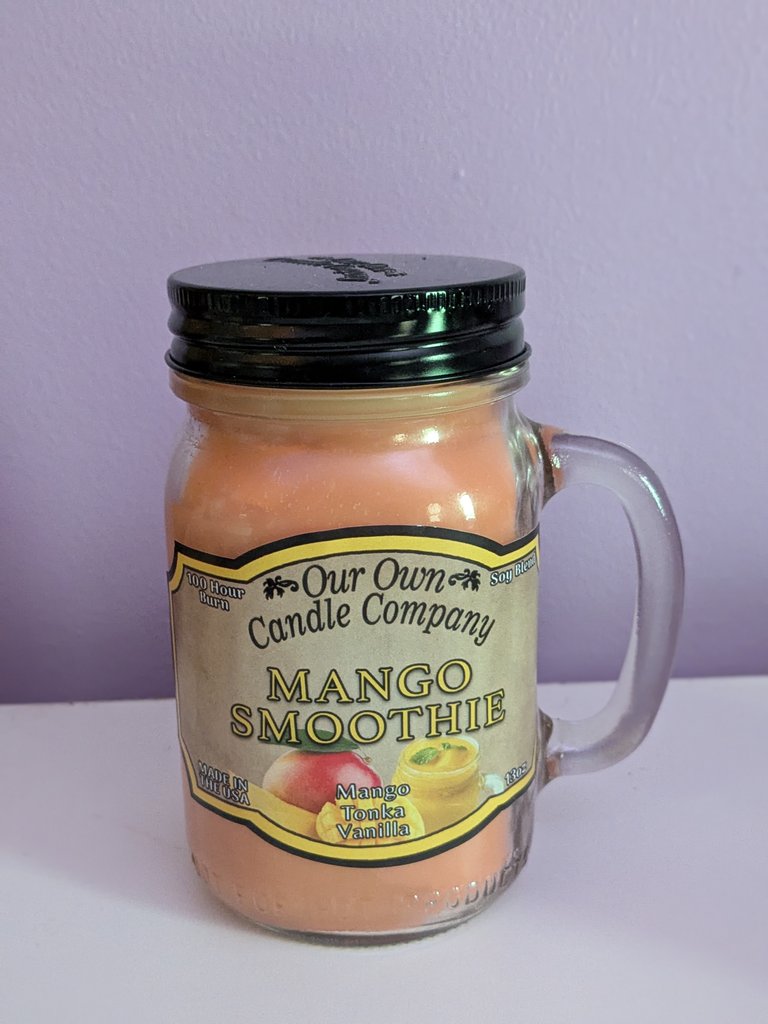 100 Hour
Burn
Our Own
Candle Company
Soy Blend
MANGO
SMOOTHIE
MADE IN
THE USA
Mango
Tonka
Vanilla
13oz